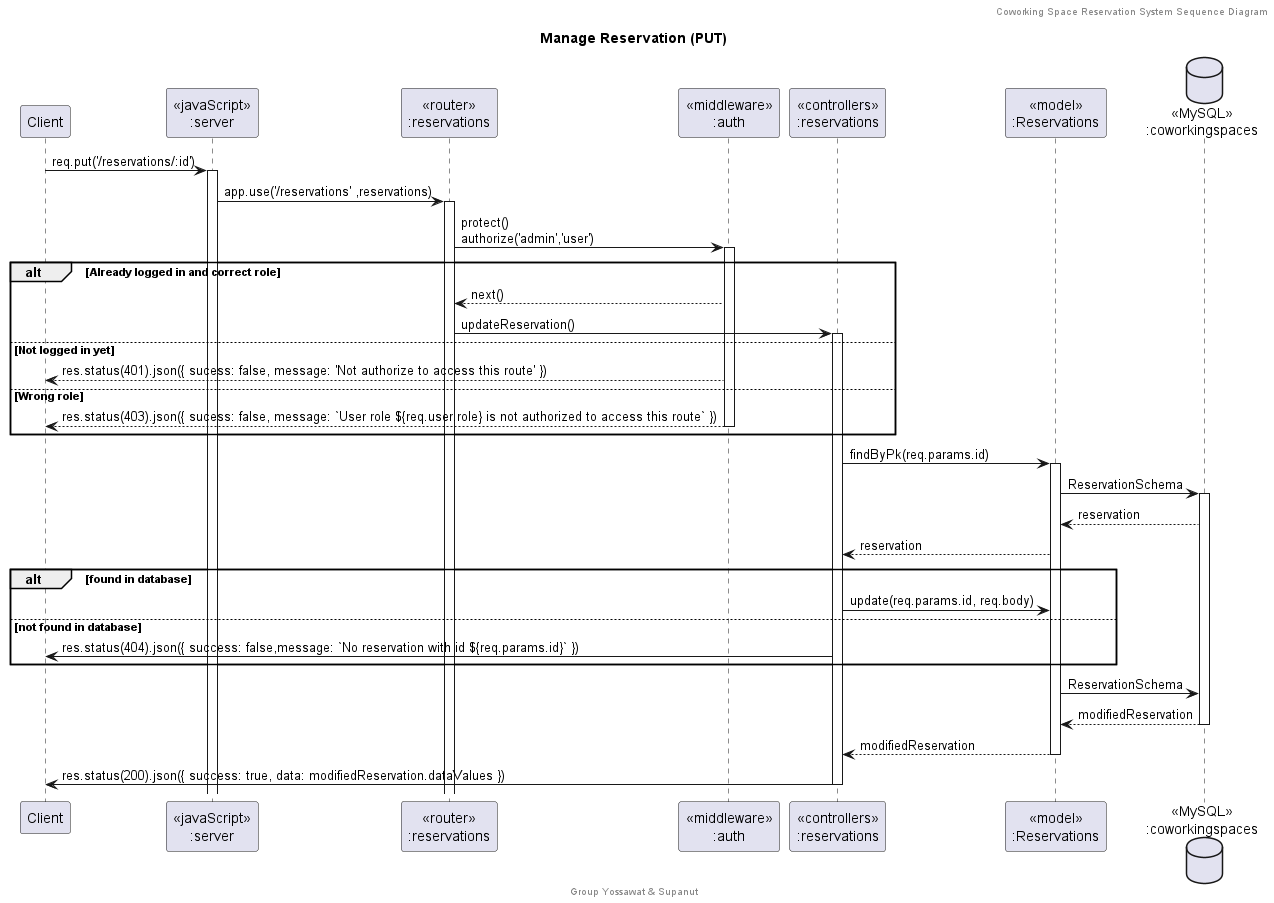 Coworking Space Reservation System Sequence Diagram
Manage Reservation (PUT)
Client
«javaScript»
:server
«router»
:reservations
«middleware»
:auth
«controllers»
:reservations
«model»
:Reservations
«MySQL»
:coworkingspaces
req.put('/reservations/:id')
app.use('/reservations' ,reservations)
protect()
authorize('admin','user')
alt
[Already logged in and correct role]
next()
updateReservation()
[Not logged in yet]
res.status(401).json({ sucess: false, message: 'Not authorize to access this route' })
[Wrong role]
res.status(403).json({ sucess: false, message: `User role ${req.user.role} is not authorized to access this route` })
findByPk(req.params.id)
ReservationSchema
reservation
reservation
alt
[found in database]
update(req.params.id, req.body)
[not found in database]
res.status(404).json({ success: false,message: `No reservation with id ${req.params.id}` })
ReservationSchema
modifiedReservation
modifiedReservation
res.status(200).json({ success: true, data: modifiedReservation.dataValues })
Client
«javaScript»
:server
«router»
:reservations
«middleware»
:auth
«controllers»
:reservations
«model»
:Reservations
«MySQL»
:coworkingspaces
Group Yossawat & Supanut